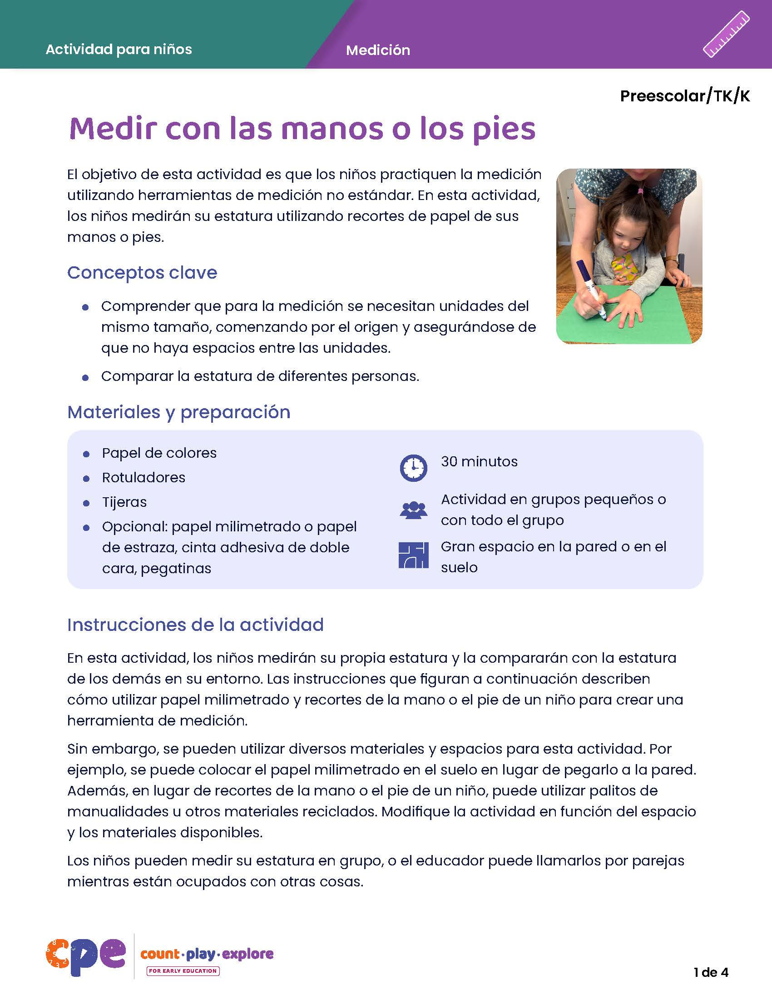 Actividad para niños
Medición
Preescolar/TK/K
Medir con las manos o los pies
El objetivo de esta actividad es que los niños practiquen la medición
utilizando herramientas de medición no estándar. En esta actividad,
los niños medirán su estatura utilizando recortes de papel de sus
manos o pies.
Conceptos clave
• Comprender que para la medición se necesitan unidades del
mismo tamaño, comenzando por el origen y asegurándose de
que no haya espacios entre las unidades.
• Comparar la estatura de diferentes personas.
Materiales y preparación
• Papel de colores
• Rotuladores
• Tijeras
• Opcional: papel milimetrado o papel
de estraza, cinta adhesiva de doble
cara, pegatinas
30 minutos
Actividad en grupos pequeños o
con todo el grupo
Gran espacio en la pared o en el
suelo
Instrucciones de la actividad
En esta actividad, los niños medirán su propia estatura y la compararán con la estatura
de los demás en su entorno. Las instrucciones que figuran a continuación describen
cómo utilizar papel milimetrado y recortes de la mano o el pie de un niño para crear una
herramienta de medición.
Sin embargo, se pueden utilizar diversos materiales y espacios para esta actividad. Por
ejemplo, se puede colocar el papel milimetrado en el suelo en lugar de pegarlo a la pared.
Además, en lugar de recortes de la mano o el pie de un niño, puede utilizar palitos de
manualidades u otros materiales reciclados. Modifique la actividad en función del espacio
y los materiales disponibles.
Los niños pueden medir su estatura en grupo, o el educador puede llamarlos por parejas
mientras están ocupados con otras cosas.
cpe
count·play·explore
FOR EARLY EDUCATION
1 de 4